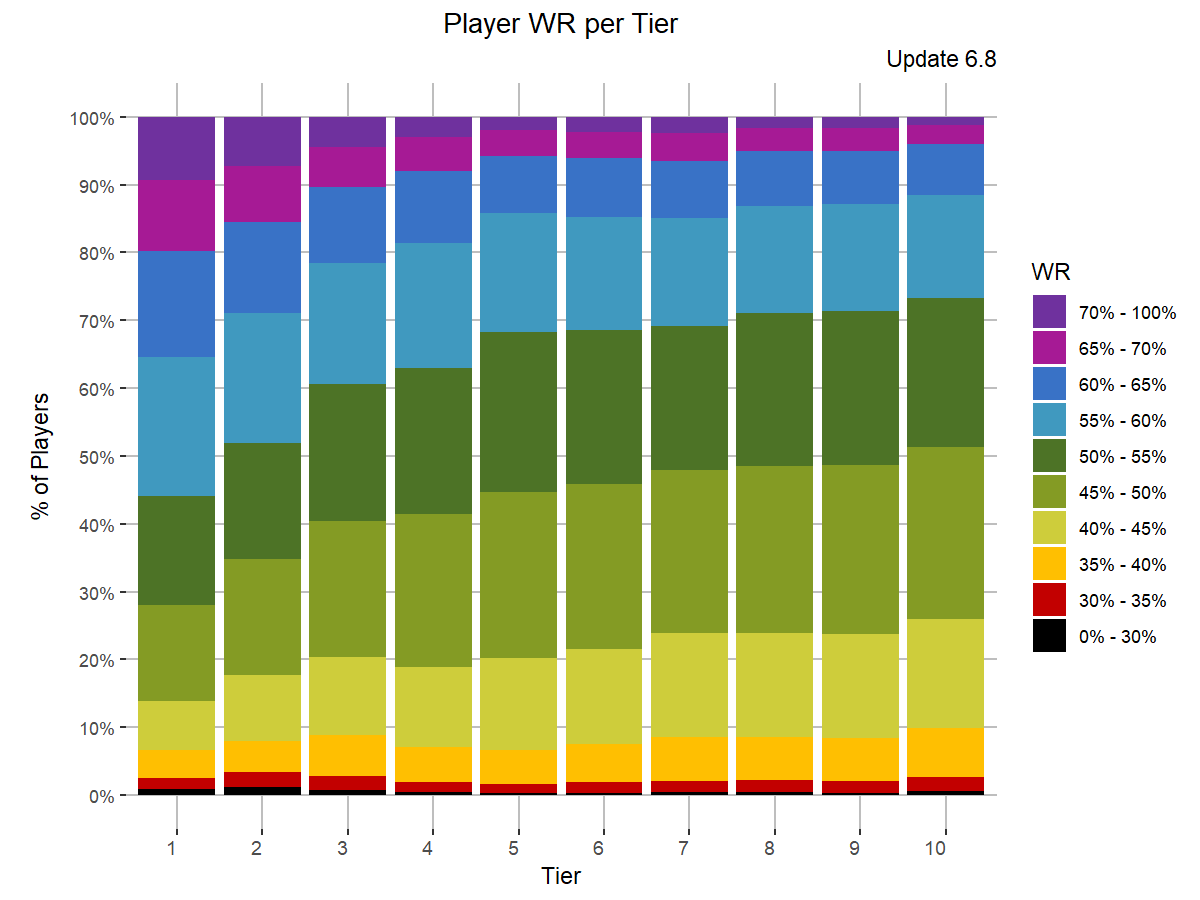 Player WR per Tier
Update 6.8
100%
90%
80%
70%
60%
50%
40%
30%
20%
10%
0%
% of Players
1 2 3 4 5 6 7 8 9 10
Tier
WR
70% - 100%
65% - 70%
60% - 65%
55% - 60%
50% - 55%
45% - 50%
40% - 45%
35% - 40%
30% - 35%
0% - 30%